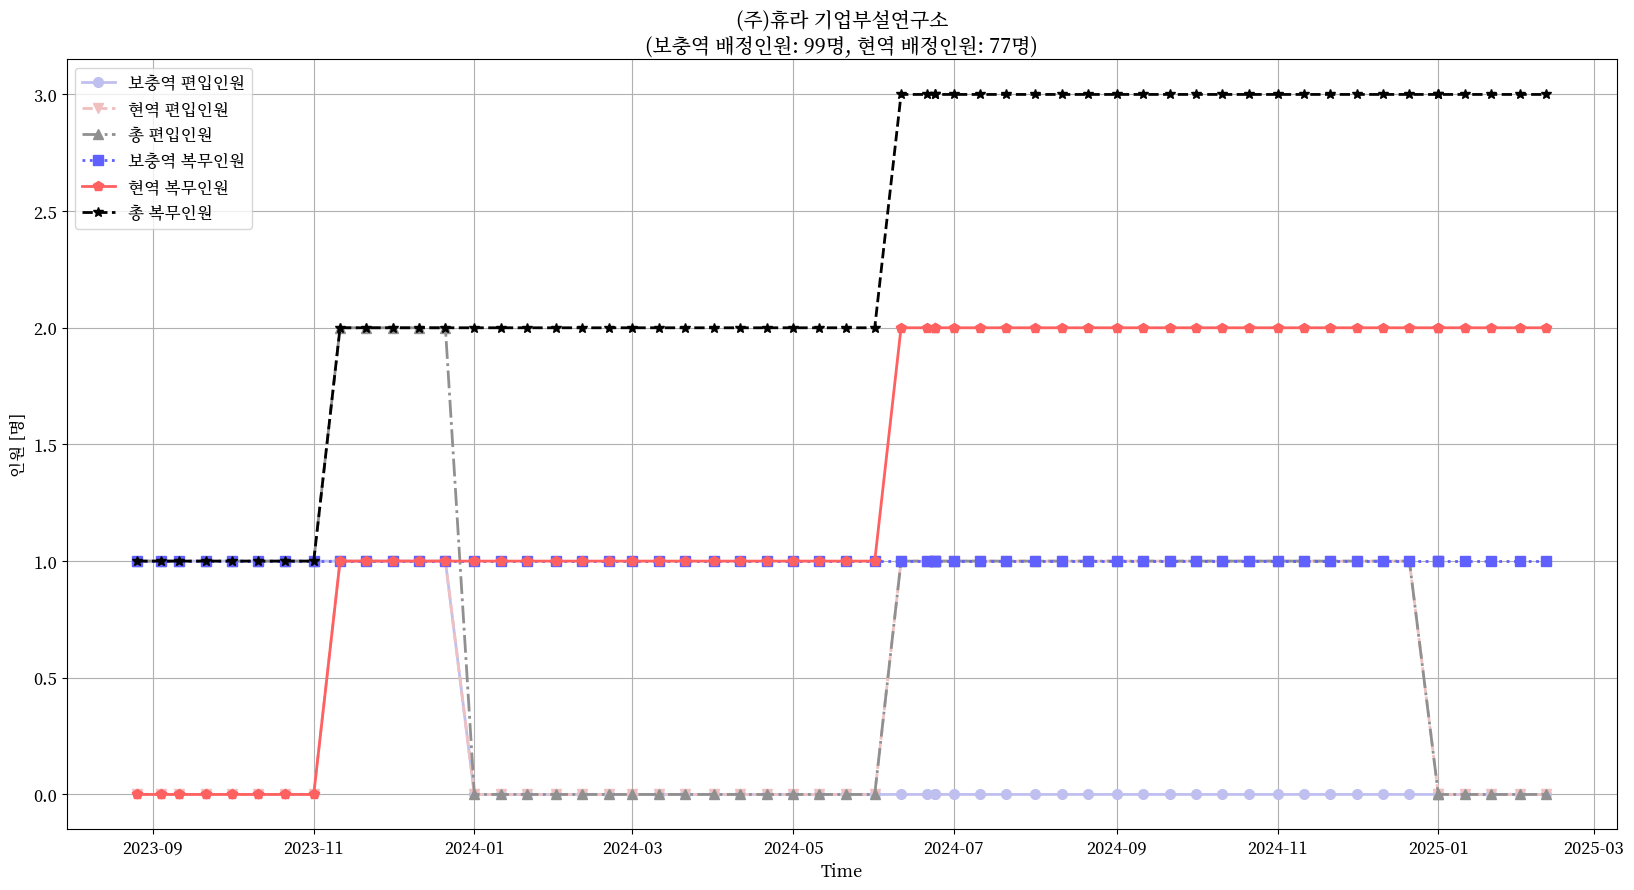 (주)휴라 기업부설연구소
(보충역 배정인원: 99명, 현역 배정인원: 77명)
보충역 편입인원
현역 편입인원
총 편입인원
보충역 복무인원
현역 복무인원
총 복무인원
인원 [명]
3.0
2.5
2.0
1.5
1.0
0.5
0.0
2023-09 2023-11 2024-01 2024-03 2024-05 2024-07 2024-09 2024-11 2025-01 2025-03
Time